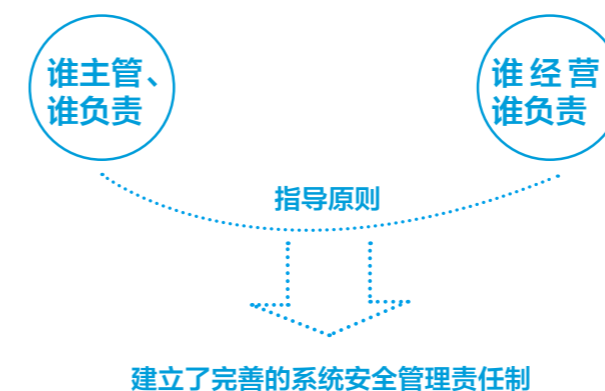 谁主管、
谁负责
谁经营
谁负责
指导原则
建立了完善的系统安全管理责任制